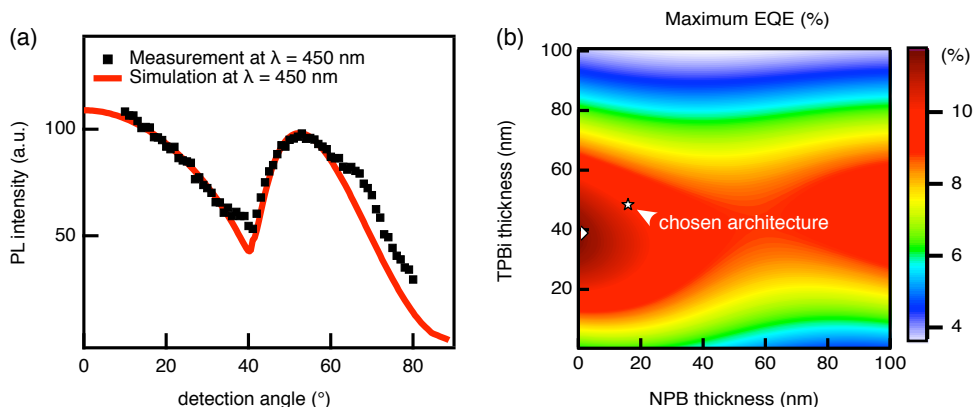 (a)
Measurement at λ = 450 nm
Simulation at λ = 450 nm
PL intensity (a.u.)
100
50
0
20
40
60
80
detection angle (°)
(b)
Maximum EQE (%)
TPBi thickness (nm)
100
80
60
40
20
chosen architecture
0
20
40
60
80
100
NPB thickness (nm)
(%)
10
8
6
4